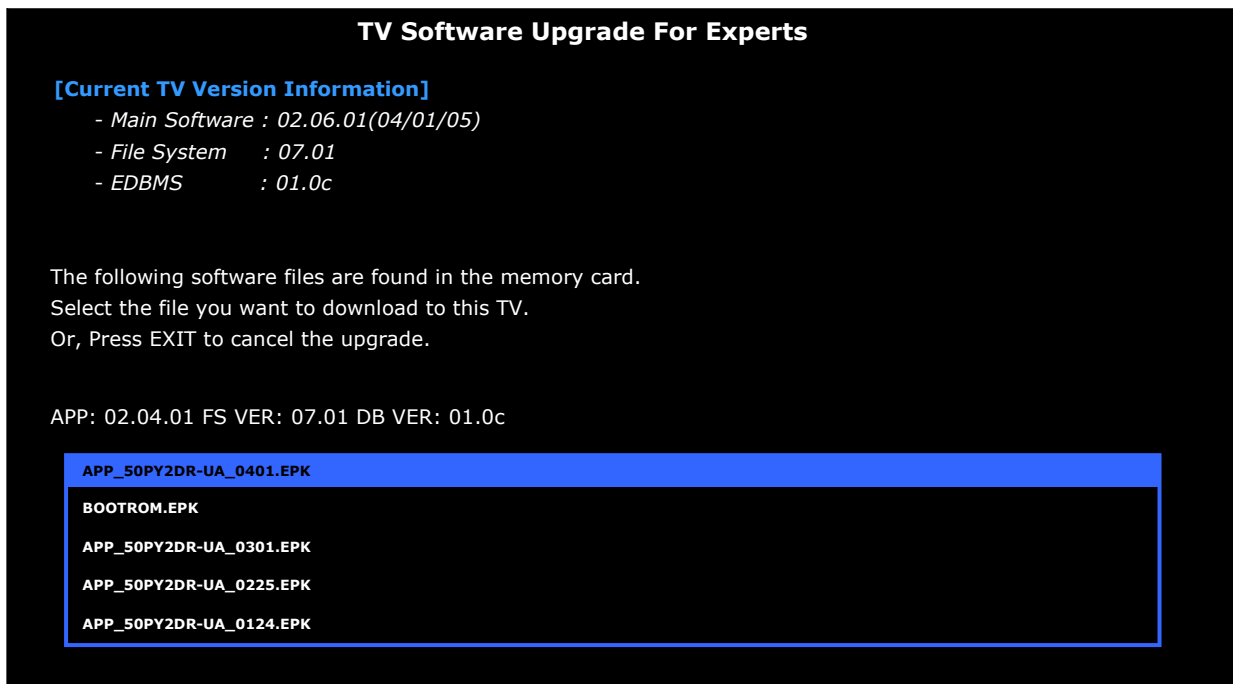 TV Software Upgrade For Experts
[Current TV Version Information]
- Main Software : 02.06.01(04/01/05)
- File System : 07.01
- EDBMS : 01.0c
The following software files are found in the memory card.
Select the file you want to download to this TV.
Or, Press EXIT to cancel the upgrade.
APP: 02.04.01 FS VER: 07.01 DB VER: 01.0c
APP_50PY2DR-UA_0401.EPK
BOOTROM.EPK
APP_50PY2DR-UA_0301.EPK
APP_50PY2DR-UA_0225.EPK
APP_50PY2DR-UA_0124.EPK